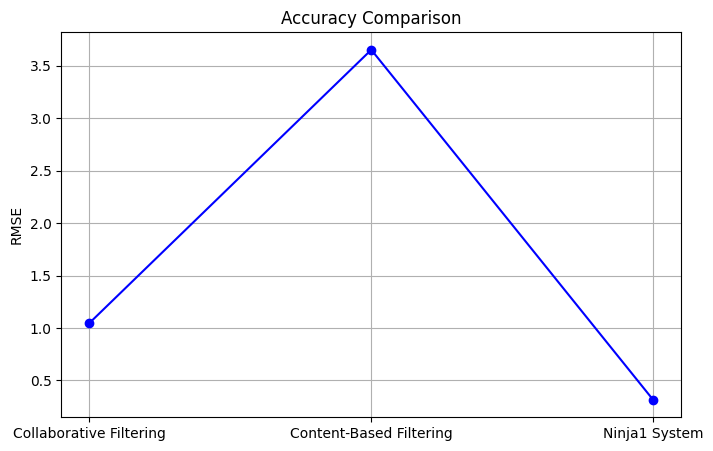 Accuracy Comparison
3.5
3.0
2.5
2.0
1.5
1.0
0.5
RMSE
Collaborative Filtering
Content-Based Filtering
Ninja1 System